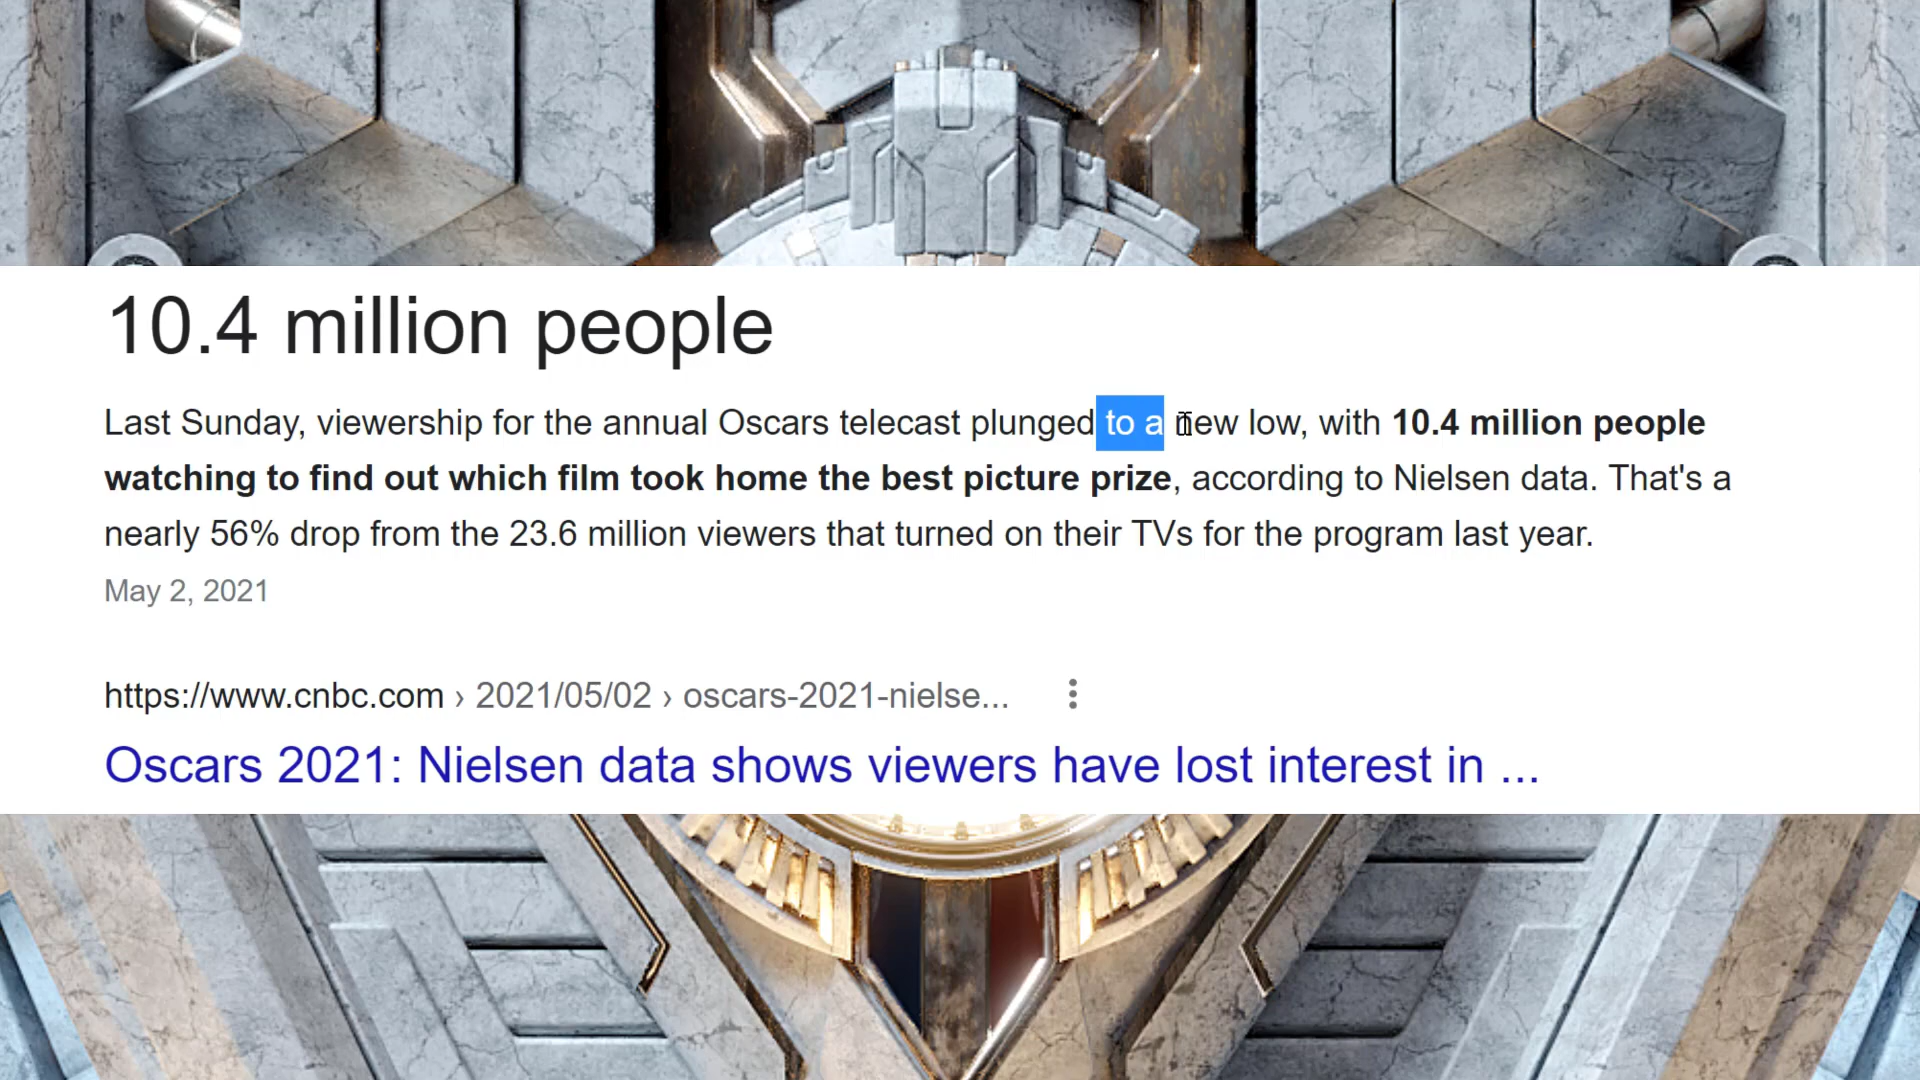 10.4 million people
Last Sunday, viewership for the annual Oscars telecast plunged to a new low, with 10.4 million people
watching to find out which film took home the best picture prize, according to Nielsen data. That's a
nearly 56% drop from the 23.6 million viewers that turned on their TVs for the program last year.
May 2, 2021
https://www.cnbc.com › 2021/05/02 › oscars-2021-nielse...
Oscars 2021: Nielsen data shows viewers have lost interest in ...